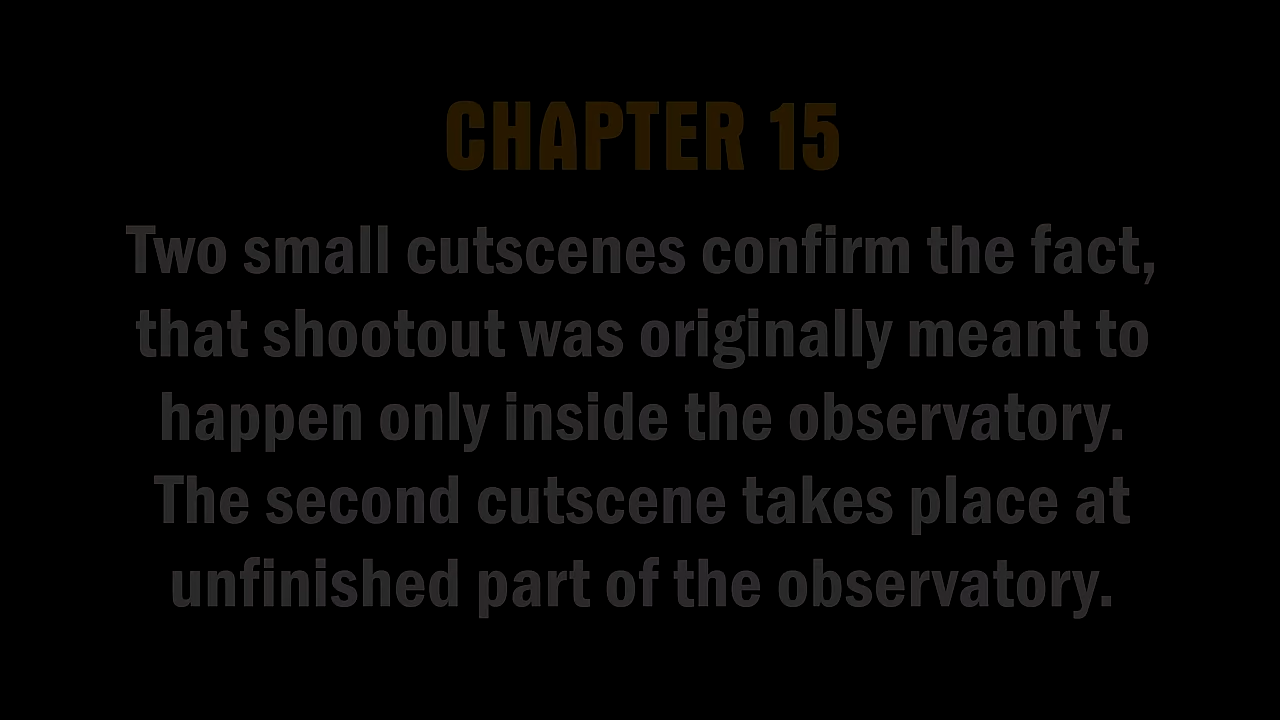 CHAPTER 15
Two small cutscenes confirm the fact,
that shootout was originally meant to
happen only inside the observatory.
The second cutscene takes place at
unfinished part of the observatory.